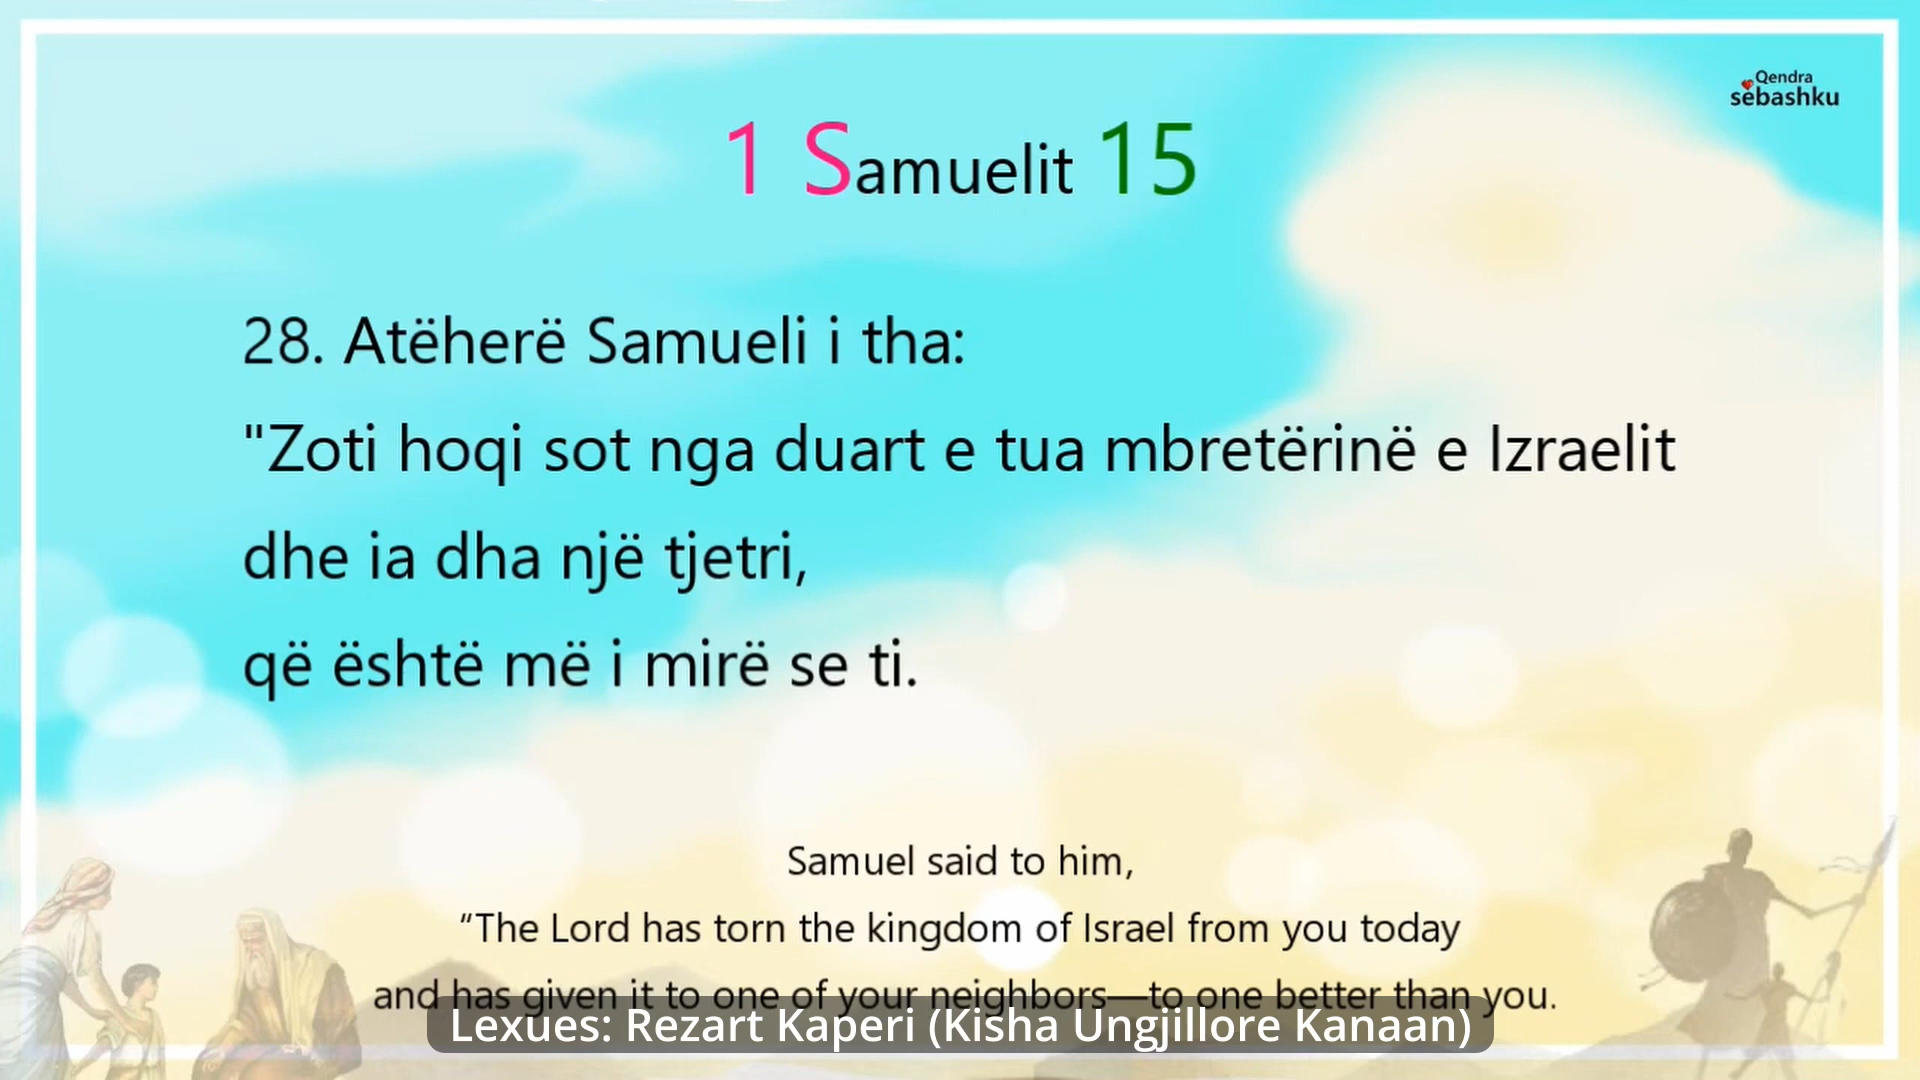 Qendra
sëbashku
1 Samuelit 15
28. Atëherë Samueli i tha:
"Zoti hoqi sot nga duart e tua mbretërinë e Izraelit
dhe ia dha një tjetri,
që është më i mirë se ti.
Samuel said to him,
“The Lord has torn the kingdom of Israel from you today
and has given it to one of your neighbors—to one better than you.
Lexues: Rezart Kaperi (Kisha Ungjillore Kanaan)